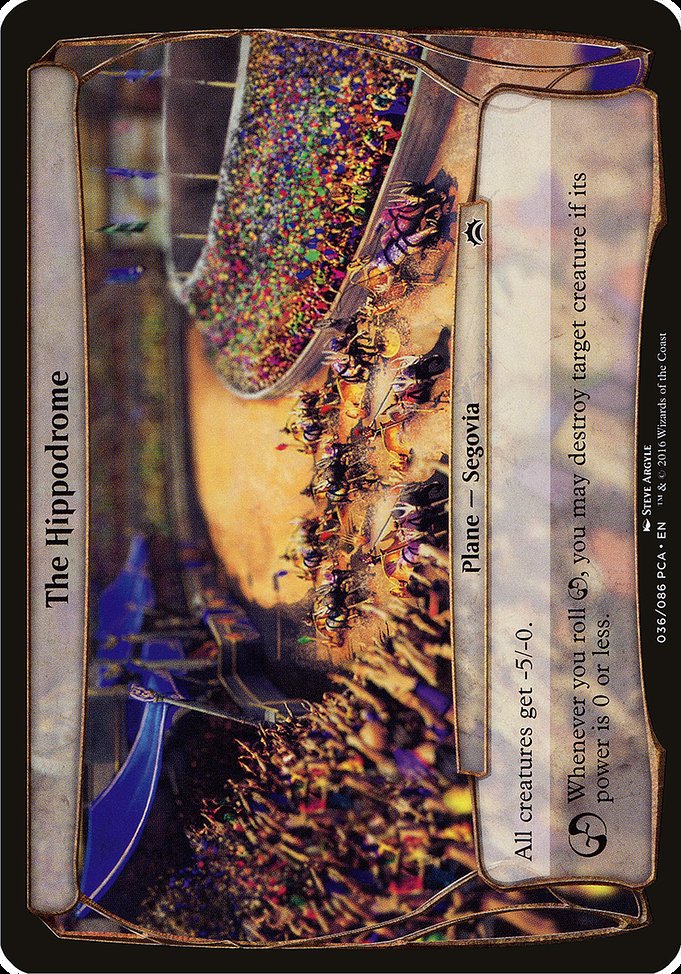 The Hippodrome
Plane — Segovia
All creatures get -5/-0.
Whenever you roll , you may destroy target creature if its
power is 0 or less.
STEVE ARGYLE
036/086 PCA • EN ™ & © 2016 Wizards of the Coast